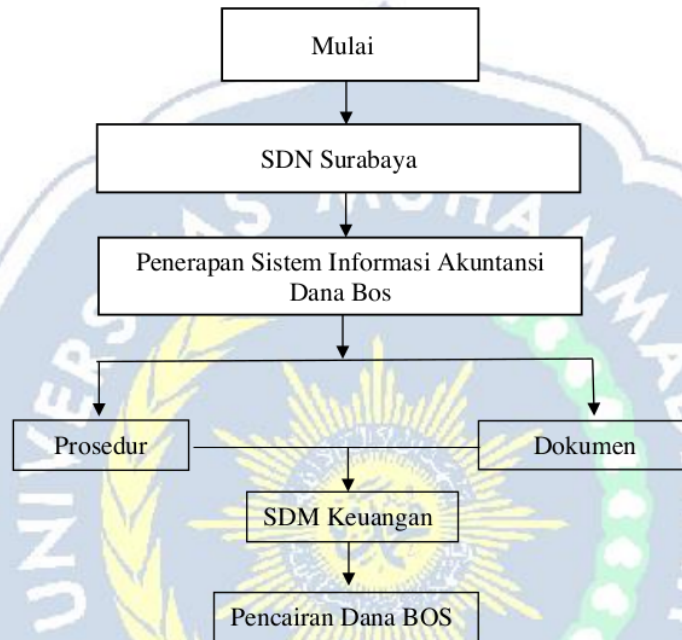 Mulai
SDN Surabaya
Penerapan Sistem Informasi Akuntansi
Dana Bos
Prosedur
Dokumen
SDM Keuangan
Pencairan Dana BOS